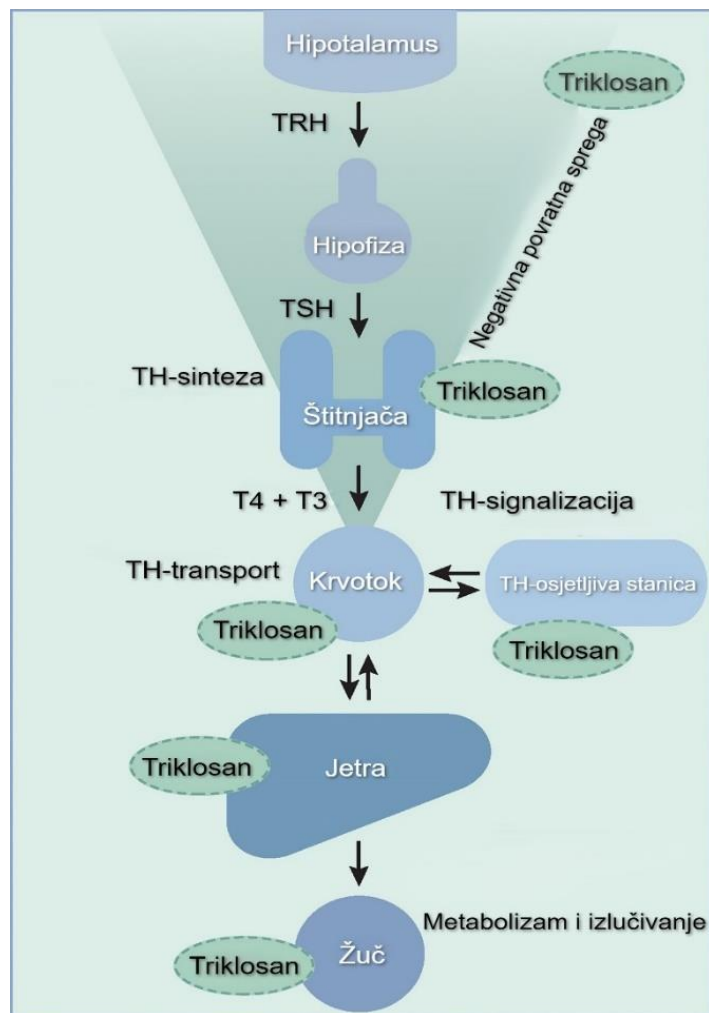 Hipotalamus
Triklosan
TRH
Negativna povratna sprega
Hipofiza
TSH
TH-sinteza
Triklosan
Štitnjača
T4 + T3
TH-signalizacija
TH-transport
Krvotok
TH-osjetljiva stanica
Triklosan
Triklosan
Triklosan
Jetra
Metabolizam i izlučivanje
Triklosan
Žuč